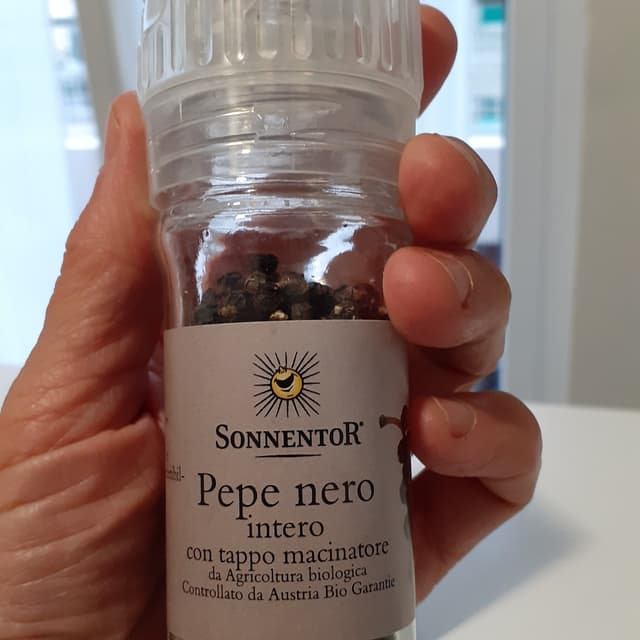 SONNENTOR®
Pepe nero
intero
con tappo macinatore
da Agricoltura biologica
Controllato da Austria Bio Garantie